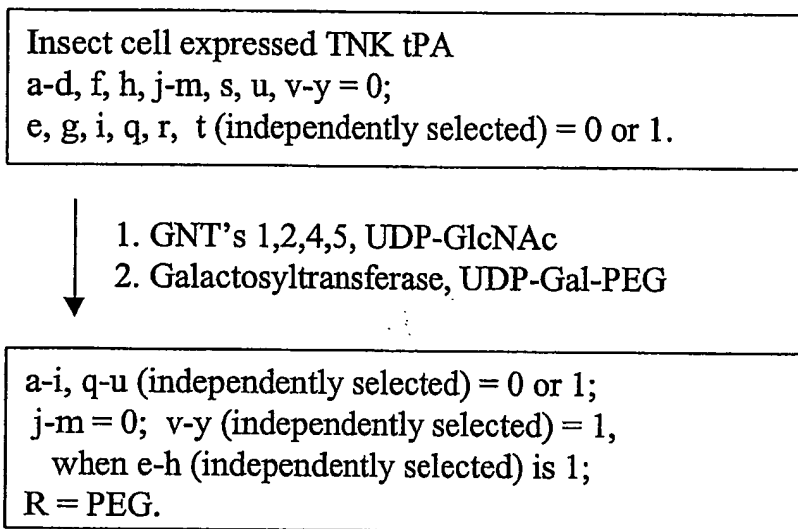 Insect cell expressed TNK tPA
a-d, f, h, j-m, s, u, v-y = 0;
e, g, i, q, r, t (independently selected) = 0 or 1.
1. GNT's 1,2,4,5, UDP-GlcNAc
2. Galactosyltransferase, UDP-Gal-PEG
a-i, q-u (independently selected) = 0 or 1;
j-m = 0; v-y (independently selected) = 1,
when e-h (independently selected) is 1;
R = PEG.